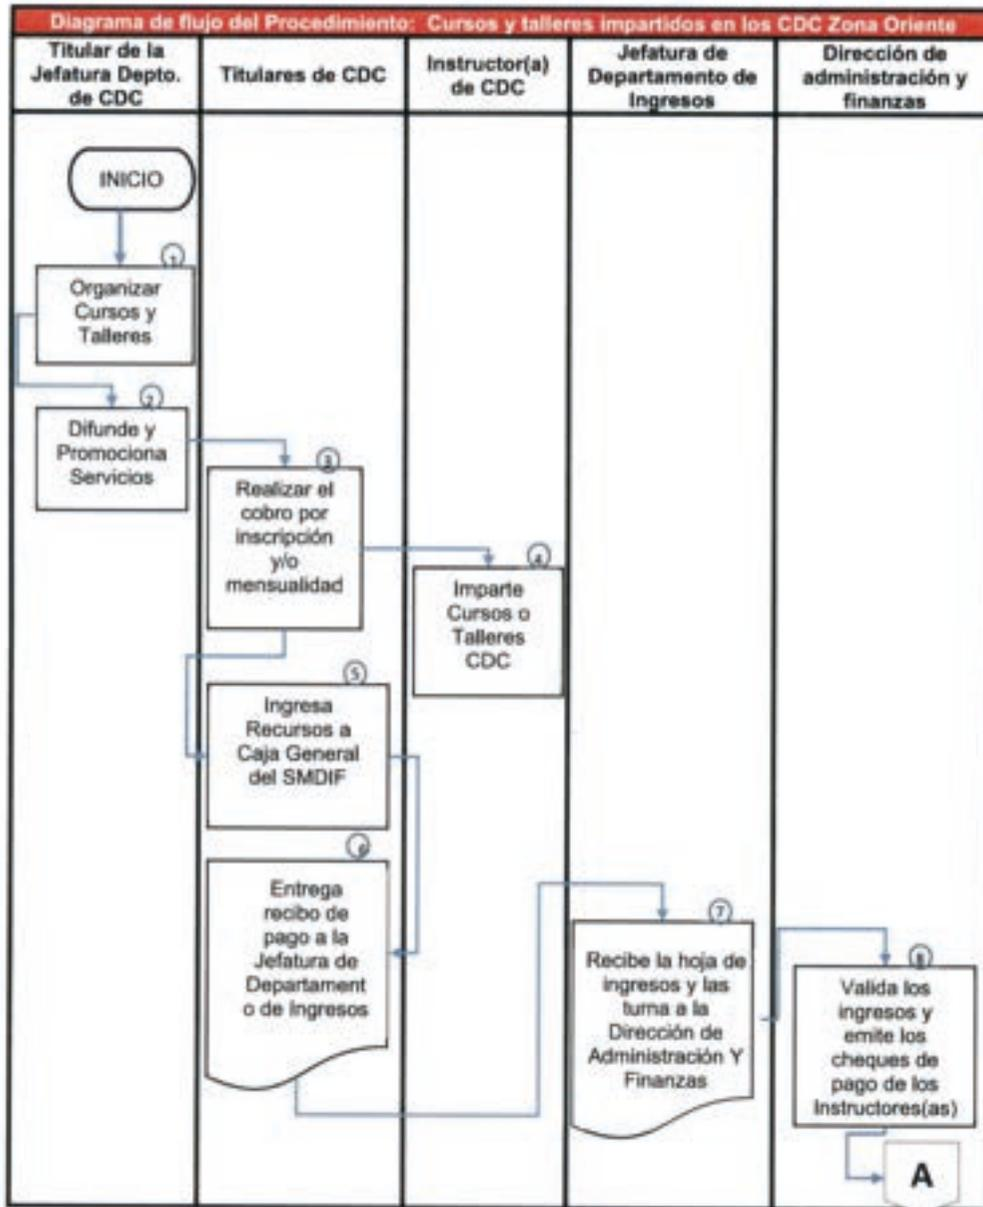 Diagrama de flujo del Procedimiento: Cursos y talleres impartidos en los CDC Zona Oriente
Titular de la
Jefatura Depto.
de CDC
Titulares de CDC
Instructor(a)
de CDC
Jefatura de
Departamento de
Ingresos
Dirección de
administración y
finanzas
INICIO
1
Organizar
Cursos y
Talleres
2
Difunde y
Promociona
Servicios
3
Realizar el
cobro por
inscripción
y/o
mensualidad
4
Imparte
Cursos o
Talleres
CDC
5
Ingresa
Recursos a
Caja General
del SMDIF
6
Entrega
recibo de
pago a la
Jefatura de
Departament
o de Ingresos
7
Recibe la hoja de
ingresos y las
turna a la
Dirección de
Administración Y
Finanzas
8
Valida los
ingresos y
emite los
cheques de
pago de los
Instructores(as)
A